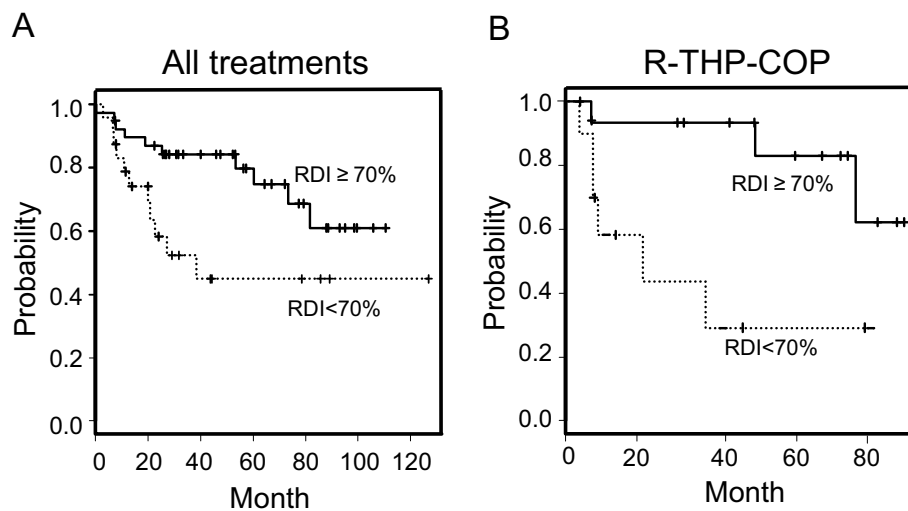 A
All treatments
Probability
1.0
0.8
0.6
0.4
0.2
0.0
RDI ≥ 70%
RDI<70%
0 20 40 60 80 100 120
Month
B
R-THP-COP
Probability
1.0
0.8
0.6
0.4
0.2
0.0
RDI ≥ 70%
RDI<70%
0 20 40 60 80
Month